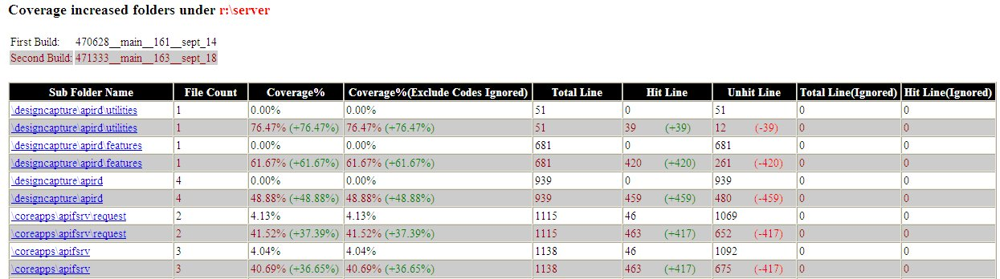 Coverage increased folders under r:\server
First Build: 470628__main__161__sept_14
Second Build: 471333__main__163__sept_18
Sub Folder Name File Count Coverage% Coverage%(Exclude Codes Ignored) Total Line Hit Line Unhit Line Total Line(Ignored) Hit Line(Ignored)
\designcapture\apird\utilities 1 0.00% 0.00% 51 0 51 0 0
\designcapture\apird\utilities 1 76.47% (+76.47%) 76.47% (+76.47%) 51 39 (+39) 12 (-39) 0 0
\designcapture\apird\features 1 0.00% 0.00% 681 0 681 0 0
\designcapture\apird\features 1 61.67% (+61.67%) 61.67% (+61.67%) 681 420 (+420) 261 (-420) 0 0
\designcapture\apird 4 0.00% 0.00% 939 0 939 0 0
\designcapture\apird 4 48.88% (+48.88%) 48.88% (+48.88%) 939 459 (+459) 480 (-459) 0 0
\coreapps\apifsrv\request 2 4.13% 4.13% 1115 46 1069 0 0
\coreapps\apifsrv\request 2 41.52% (+37.39%) 41.52% (+37.39%) 1115 463 (+417) 652 (-417) 0 0
\coreapps\apifsrv 3 4.04% 4.04% 1138 46 1092 0 0
\coreapps\apifsrv 3 40.69% (+36.65%) 40.69% (+36.65%) 1138 463 (+417) 675 (-417) 0 0